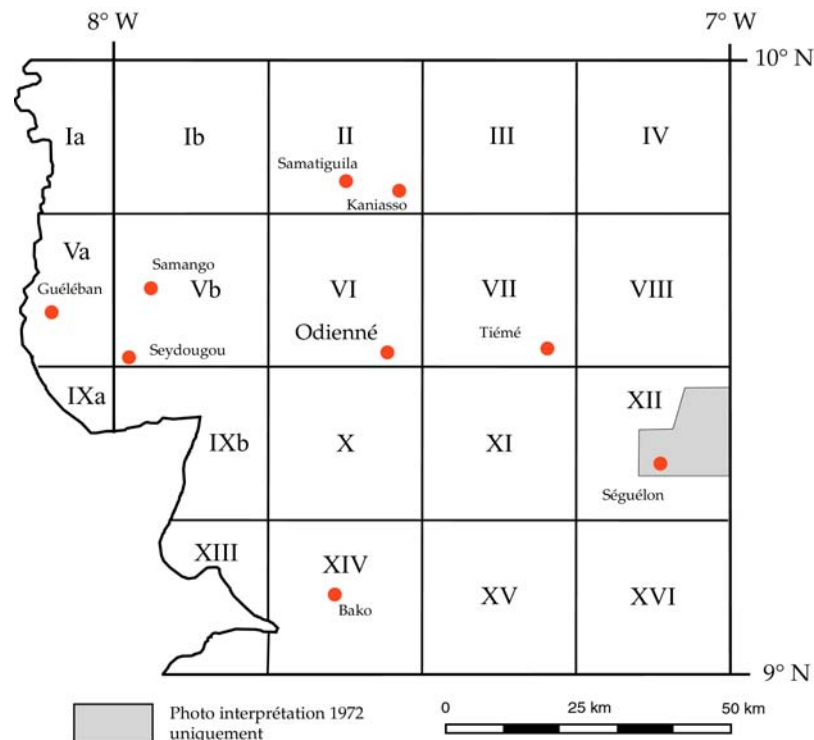 8° W
7° W
10° N
Ia
Ib
II
III
IV
Samatiguila
Kaniasso
Va
Samango
Vb
VI
VII
VIII
Guéléban
Odienné
Tiémé
Seydougou
IXa
XII
IXb
X
XI
Séguélon
XIII
XIV
XV
XVI
Bako
9° N
Photo interprétation 1972
uniquement
0
25 km
50 km